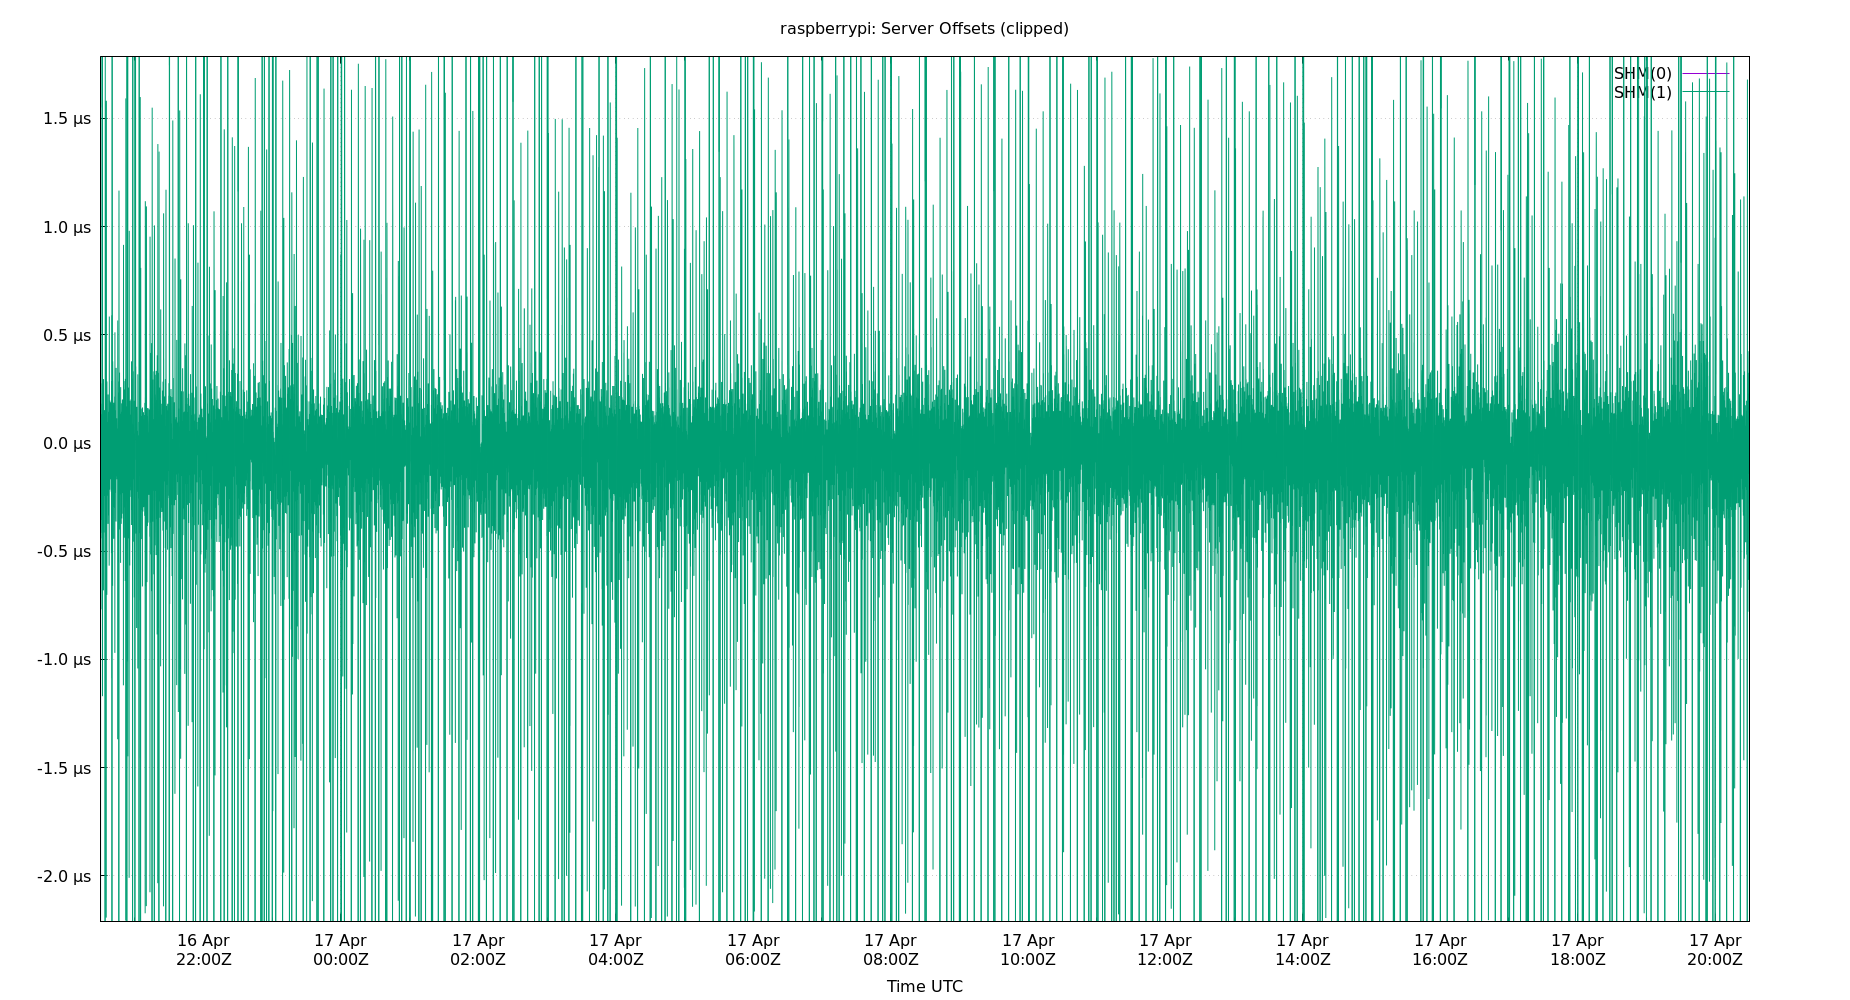 raspberrypi: Server Offsets (clipped)
SHM(0)
SHM(1)
1.5 µs
1.0 µs
0.5 µs
0.0 µs
-0.5 µs
-1.0 µs
-1.5 µs
-2.0 µs
16 Apr 17 Apr 17 Apr 17 Apr 17 Apr 17 Apr 17 Apr 17 Apr 17 Apr 17 Apr 17 Apr 17 Apr
22:00Z 00:00Z 02:00Z 04:00Z 06:00Z 08:00Z 10:00Z 12:00Z 14:00Z 16:00Z 18:00Z 20:00Z
Time UTC